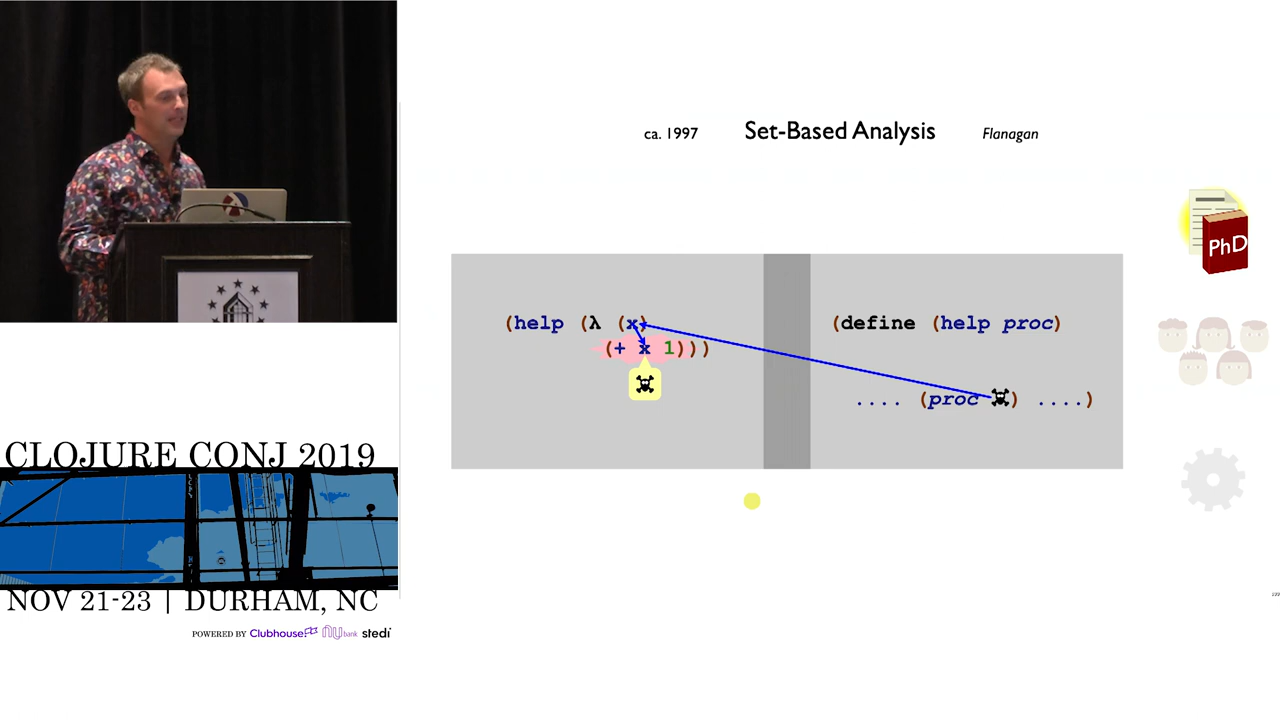 ca. 1997 Set-Based Analysis Flanagan
PhD
(help (λ (x)
(+ x 1)))
(define (help proc)
.... (proc ☠) ....)
CLOJURE CONJ 2019
NOV 21-23 | DURHAM, NC
POWERED BY Clubhouse nubank stedi